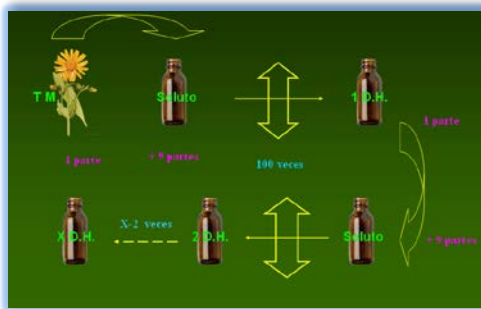 T M
Soluto
1 D.H.
1 parte
1 parte
+ 9 partes
100 veces
X-2 veces
X D.H.
2 D.H.
Soluto
+ 9 partes